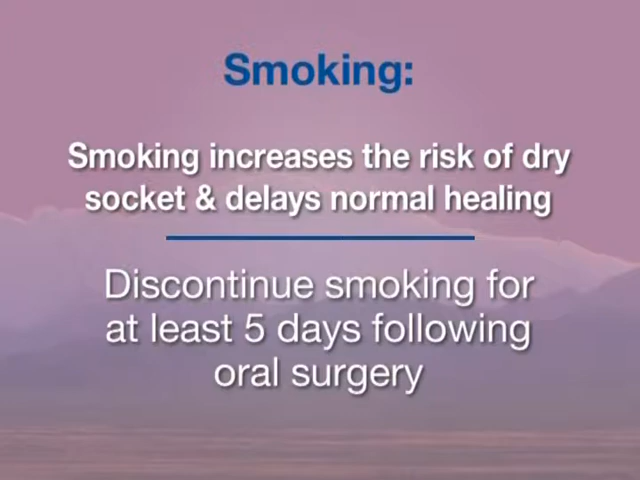 Smoking:
Smoking increases the risk of dry
socket & delays normal healing
Discontinue smoking for
at least 5 days following
oral surgery